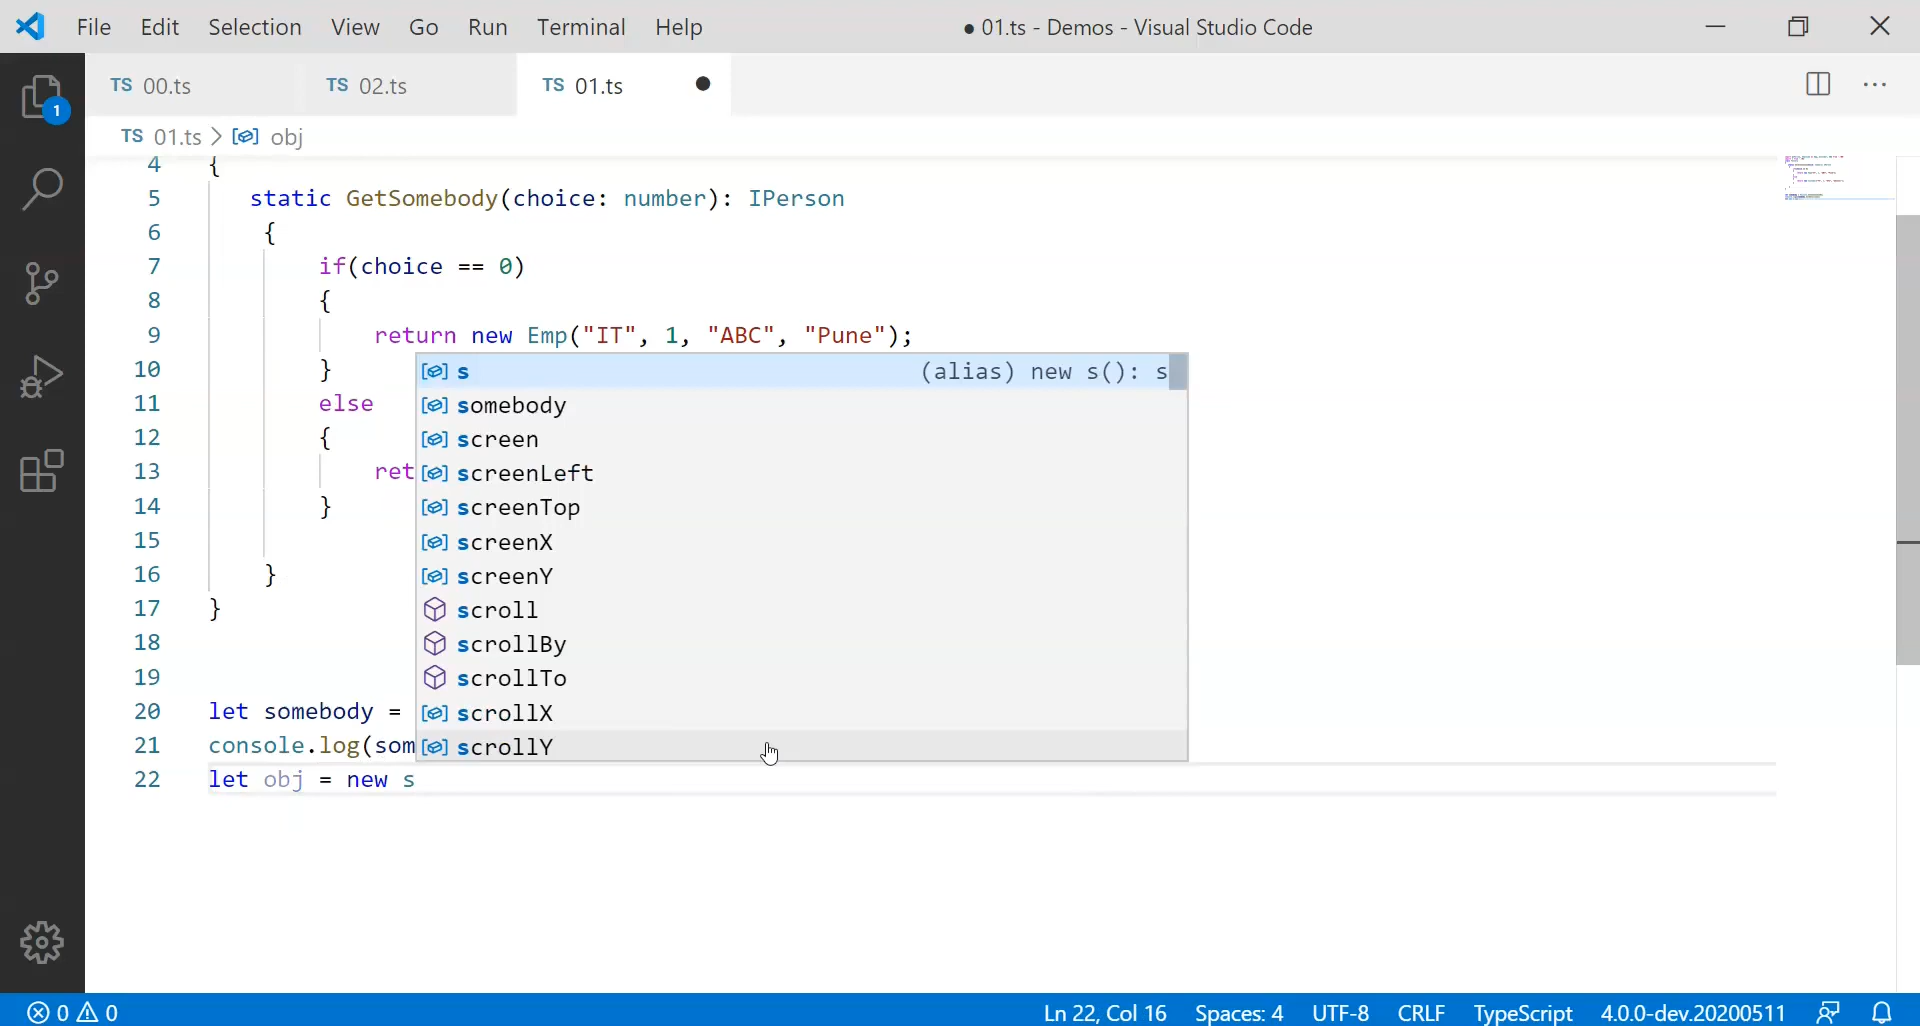 File Edit Selection View Go Run Terminal Help ● 01.ts - Demos - Visual Studio Code
TS 00.ts TS 02.ts TS 01.ts
1
TS 01.ts > obj
4 {
5 static GetSomebody(choice: number): IPerson
6 {
7 if(choice == 0)
8 {
9 return new Emp("IT", 1, "ABC", "Pune");
10 }
s (alias) new s(): s
11 else
somebody
12 {
screen
13 ret
screenLeft
14 }
screenTop
15
screenX
16 }
screenY
17 }
scroll
18
scrollBy
19
scrollTo
20 let somebody =
scrollX
21 console.log(som
scrollY
22 let obj = new s
0 0 Ln 22, Col 16 Spaces: 4 UTF-8 CRLF TypeScript 4.0.0-dev.20200511